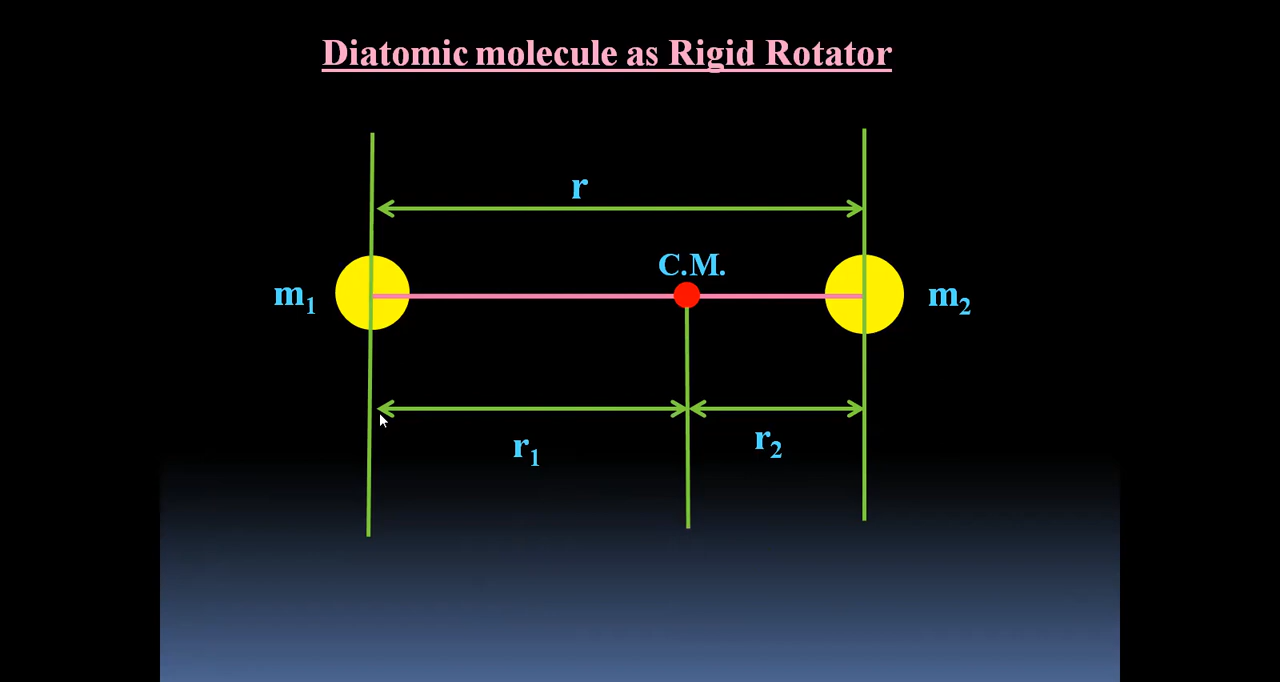 Diatomic molecule as Rigid Rotator
r
C.M.
m₁
m₂
r₁
r₂